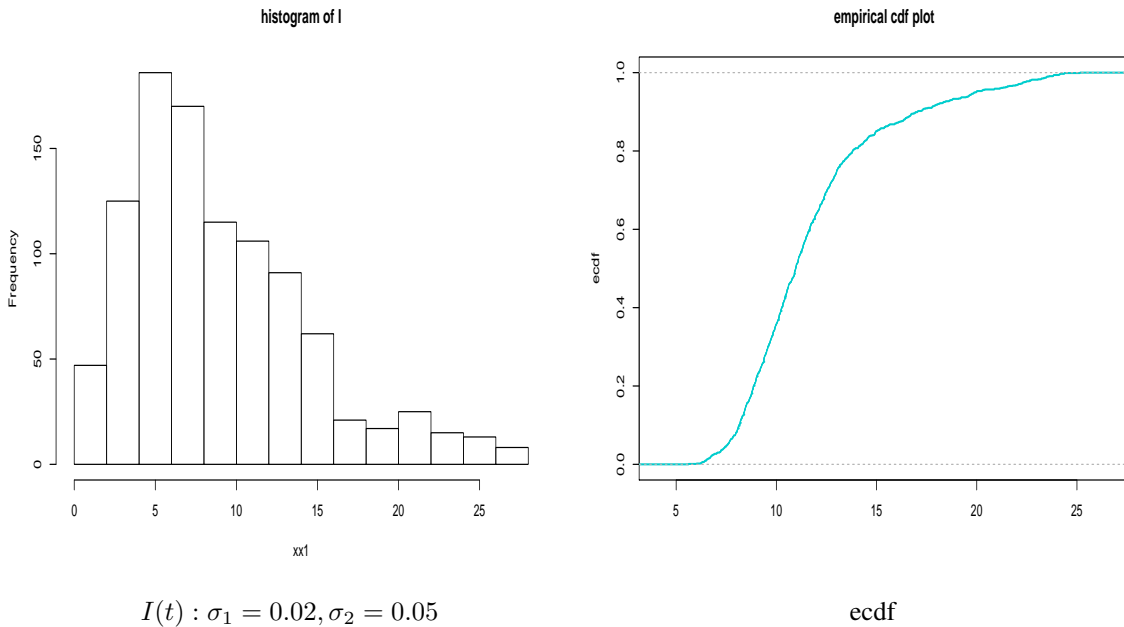 histogram of I
Frequency
150
100
50
0
0 5 10 15 20 25
xx1
I(t) : σ₁ = 0.02, σ₂ = 0.05
empirical cdf plot
ecdf
1.0
0.8
0.6
0.4
0.2
0.0
5 10 15 20 25
ecdf